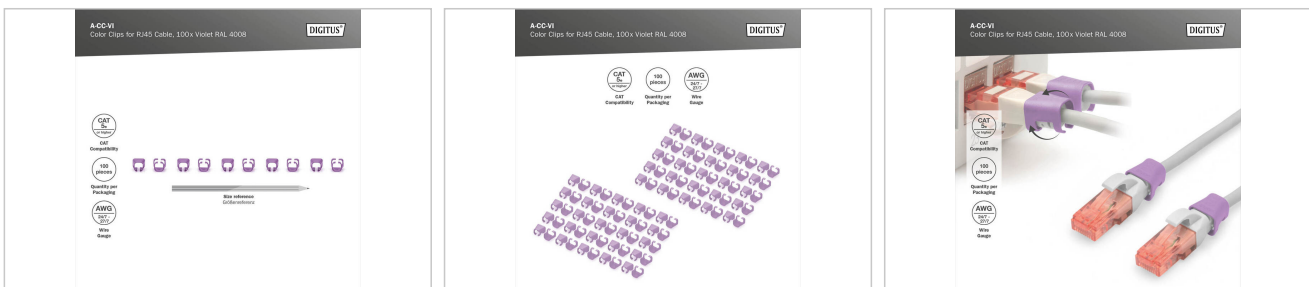 A-CC-VI
Color Clips for RJ45 Cable, 100x Violet RAL 4008
DIGITUS®
CAT
5e
or higher
CAT
Compatibility
100
pieces
Quantity per
Packaging
AWG
24/7 -
27/7
Wire
Gauge
Size reference
Größenreferenz
A-CC-VI
Color Clips for RJ45 Cable, 100x Violet RAL 4008
DIGITUS®
CAT
5e
or higher
CAT
Compatibility
100
pieces
Quantity per
Packaging
AWG
24/7 -
27/7
Wire
Gauge
A-CC-VI
Color Clips for RJ45 Cable, 100x Violet RAL 4008
DIGITUS®
CAT
5e
or higher
CAT
Compatibility
100
pieces
Quantity per
Packaging
AWG
24/7 -
27/7
Wire
Gauge